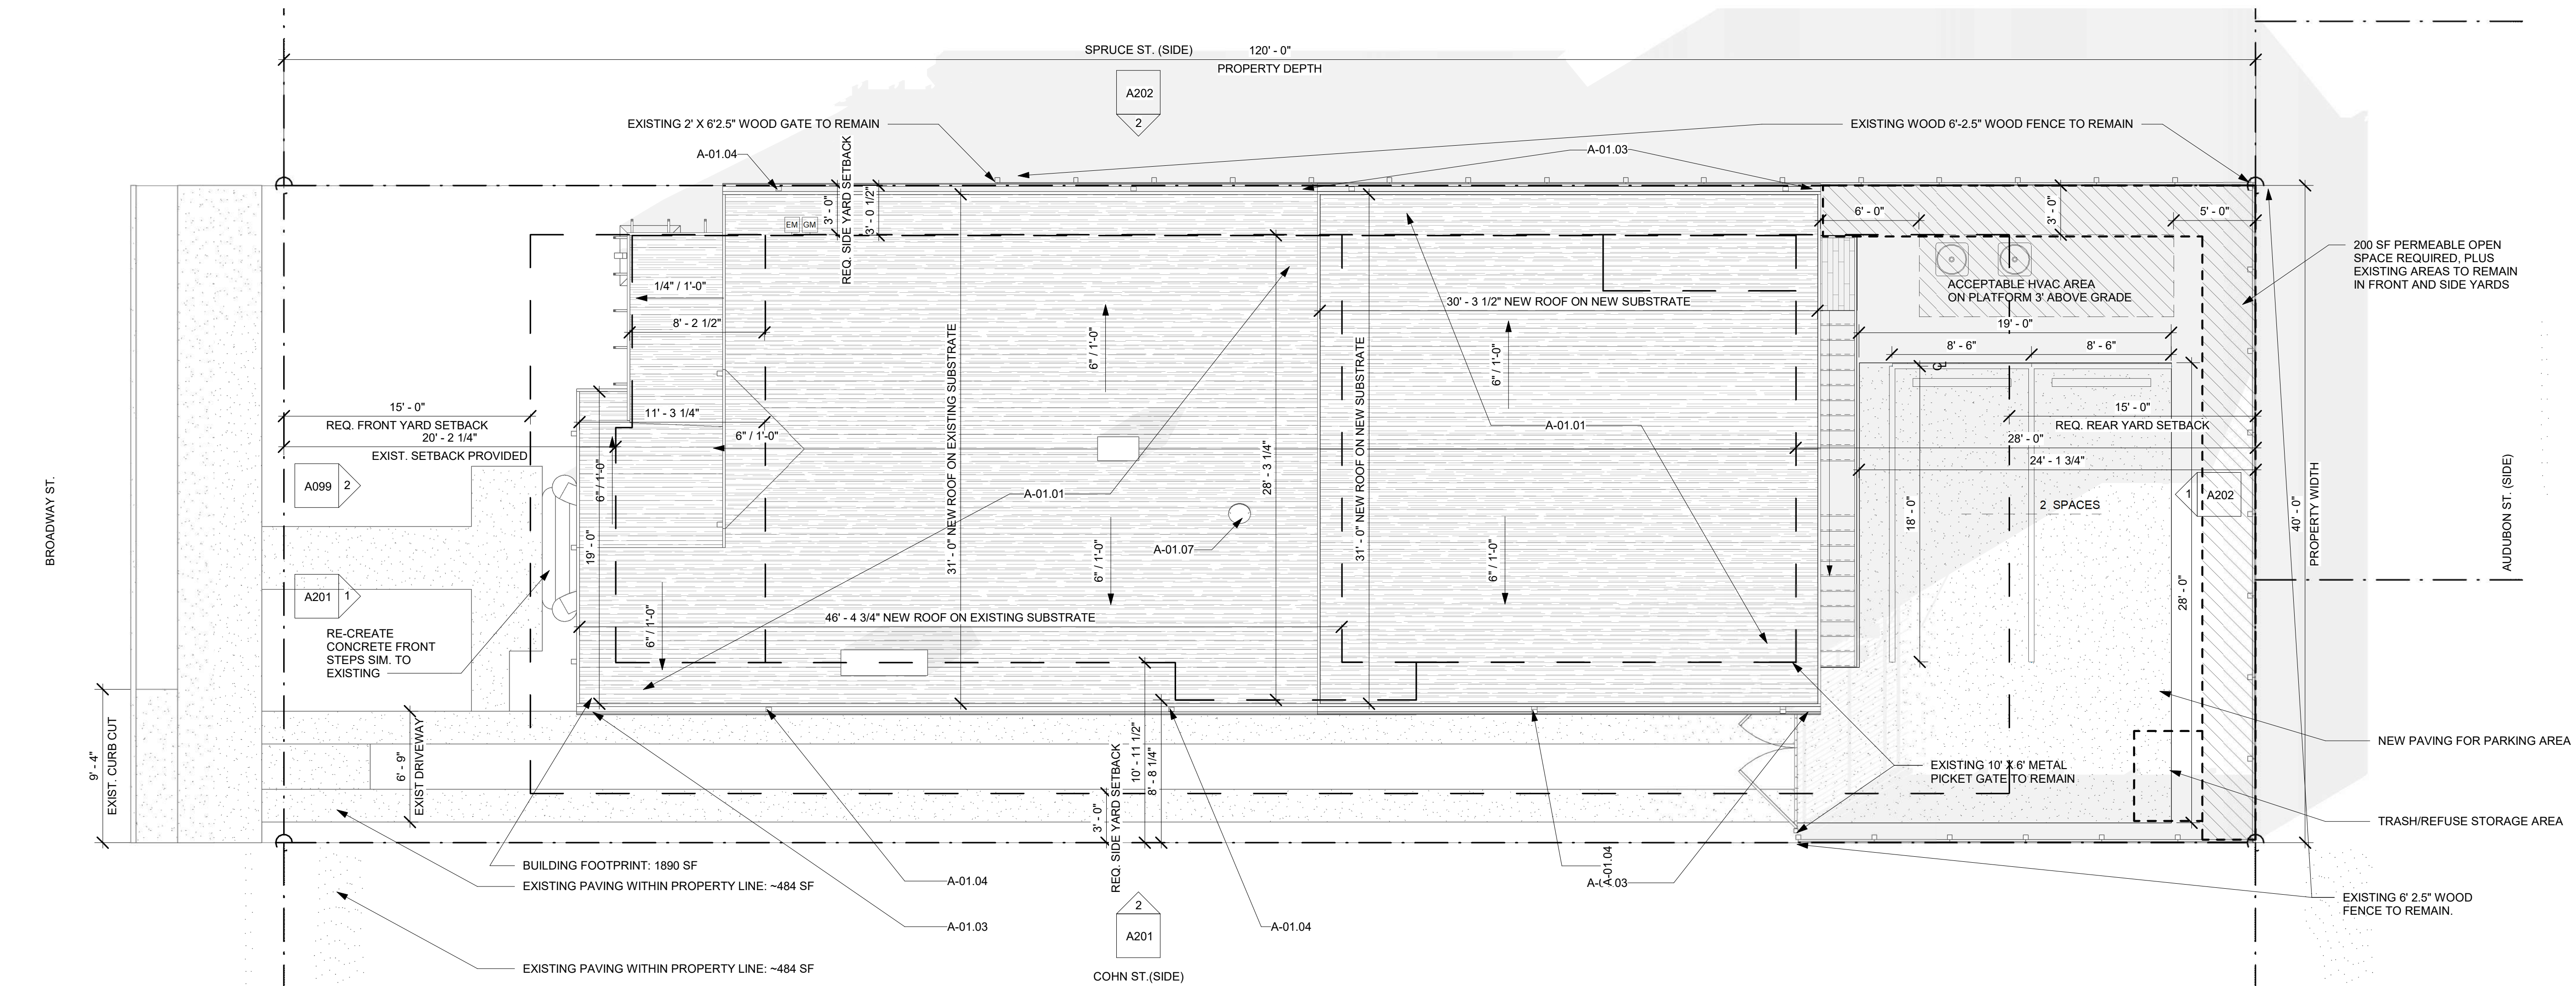 SPRUCE ST. (SIDE)
120' - 0"
PROPERTY DEPTH
A202
2
EXISTING 2' X 6'2.5" WOOD GATE TO REMAIN
EXISTING WOOD 6'-2.5" WOOD FENCE TO REMAIN
A-01.04
A-01.03
REQ. SIDE YARD SETBACK
3' - 0"
3' - 0 1/2"
EM
GM
6' - 0"
3' - 0"
5' - 0"
200 SF PERMEABLE OPEN
SPACE REQUIRED, PLUS
EXISTING AREAS TO REMAIN
IN FRONT AND SIDE YARDS
1/4" / 1'-0"
8' - 2 1/2"
ACCEPTABLE HVAC AREA
ON PLATFORM 3' ABOVE GRADE
30' - 3 1/2" NEW ROOF ON NEW SUBSTRATE
19' - 0"
31' - 0" NEW ROOF ON EXISTING SUBSTRATE
6" / 1'-0"
31' - 0" NEW ROOF ON NEW SUBSTRATE
6" / 1'-0"
8' - 6"
8' - 6"
CL
15' - 0"
REQ. FRONT YARD SETBACK
11' - 3 1/4"
20' - 2 1/4"
EXIST. SETBACK PROVIDED
6" / 1'-0"
A-01.01
15' - 0"
REQ. REAR YARD SETBACK
28' - 0"
24' - 1 3/4"
BROADWAY ST.
A099
2
6" / 1'-0"
A-01.01
28' - 3 1/4"
18' - 0"
2 SPACES
1
A202
40' - 0"
PROPERTY WIDTH
AUDUBON ST. (SIDE)
19' - 0"
A-01.07
6" / 1'-0"
6" / 1'-0"
A201
1
6" / 1'-0"
46' - 4 3/4" NEW ROOF ON EXISTING SUBSTRATE
28' - 0"
RE-CREATE
CONCRETE FRONT
STEPS SIM. TO
EXISTING
9' - 4"
EXIST. CURB CUT
6' - 9"
EXIST DRIVEWAY
10' - 11 1/2"
8' - 8 1/4"
3' - 0"
REQ. SIDE YARD SETBACK
NEW PAVING FOR PARKING AREA
EXISTING 10' X 6' METAL
PICKET GATE TO REMAIN
TRASH/REFUSE STORAGE AREA
BUILDING FOOTPRINT: 1890 SF
EXISTING PAVING WITHIN PROPERTY LINE: ~484 SF
A-01.04
A-01.04
A-01.03
EXISTING 6' 2.5" WOOD
FENCE TO REMAIN.
2
A201
A-01.03
A-01.04
EXISTING PAVING WITHIN PROPERTY LINE: ~484 SF
COHN ST.(SIDE)